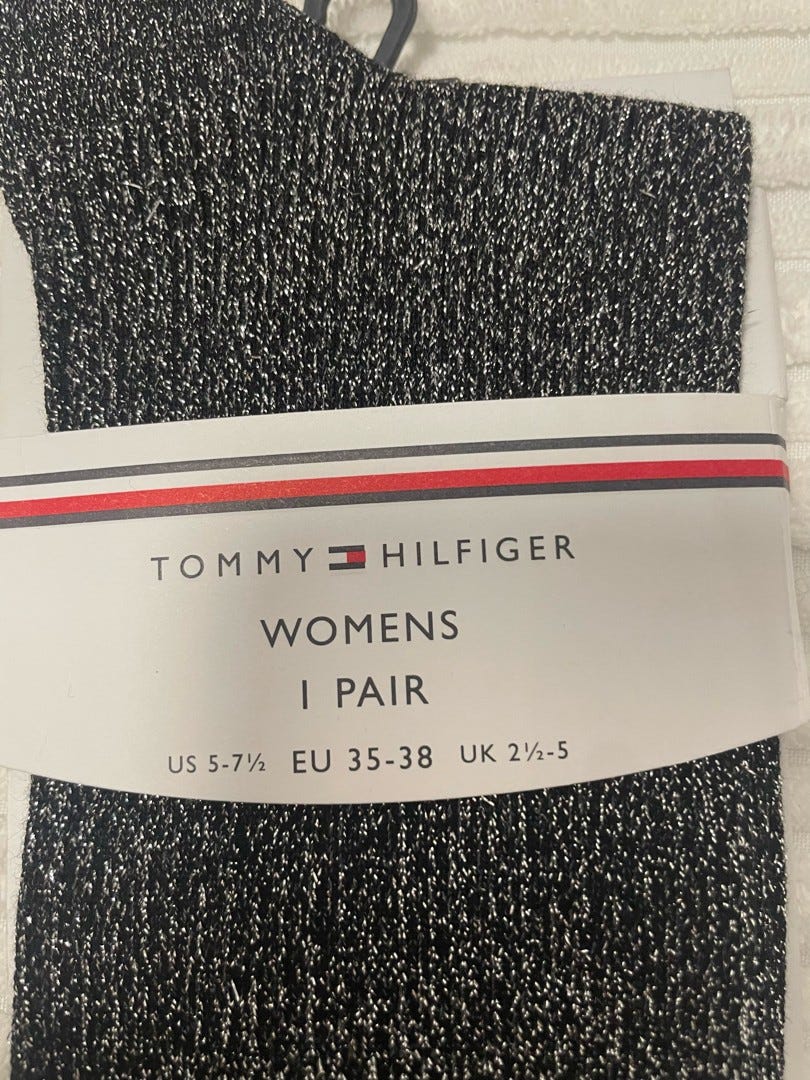 TOMMY HILFIGER
WOMENS
1 PAIR
US 5-7½ EU 35-38 UK 2½-5